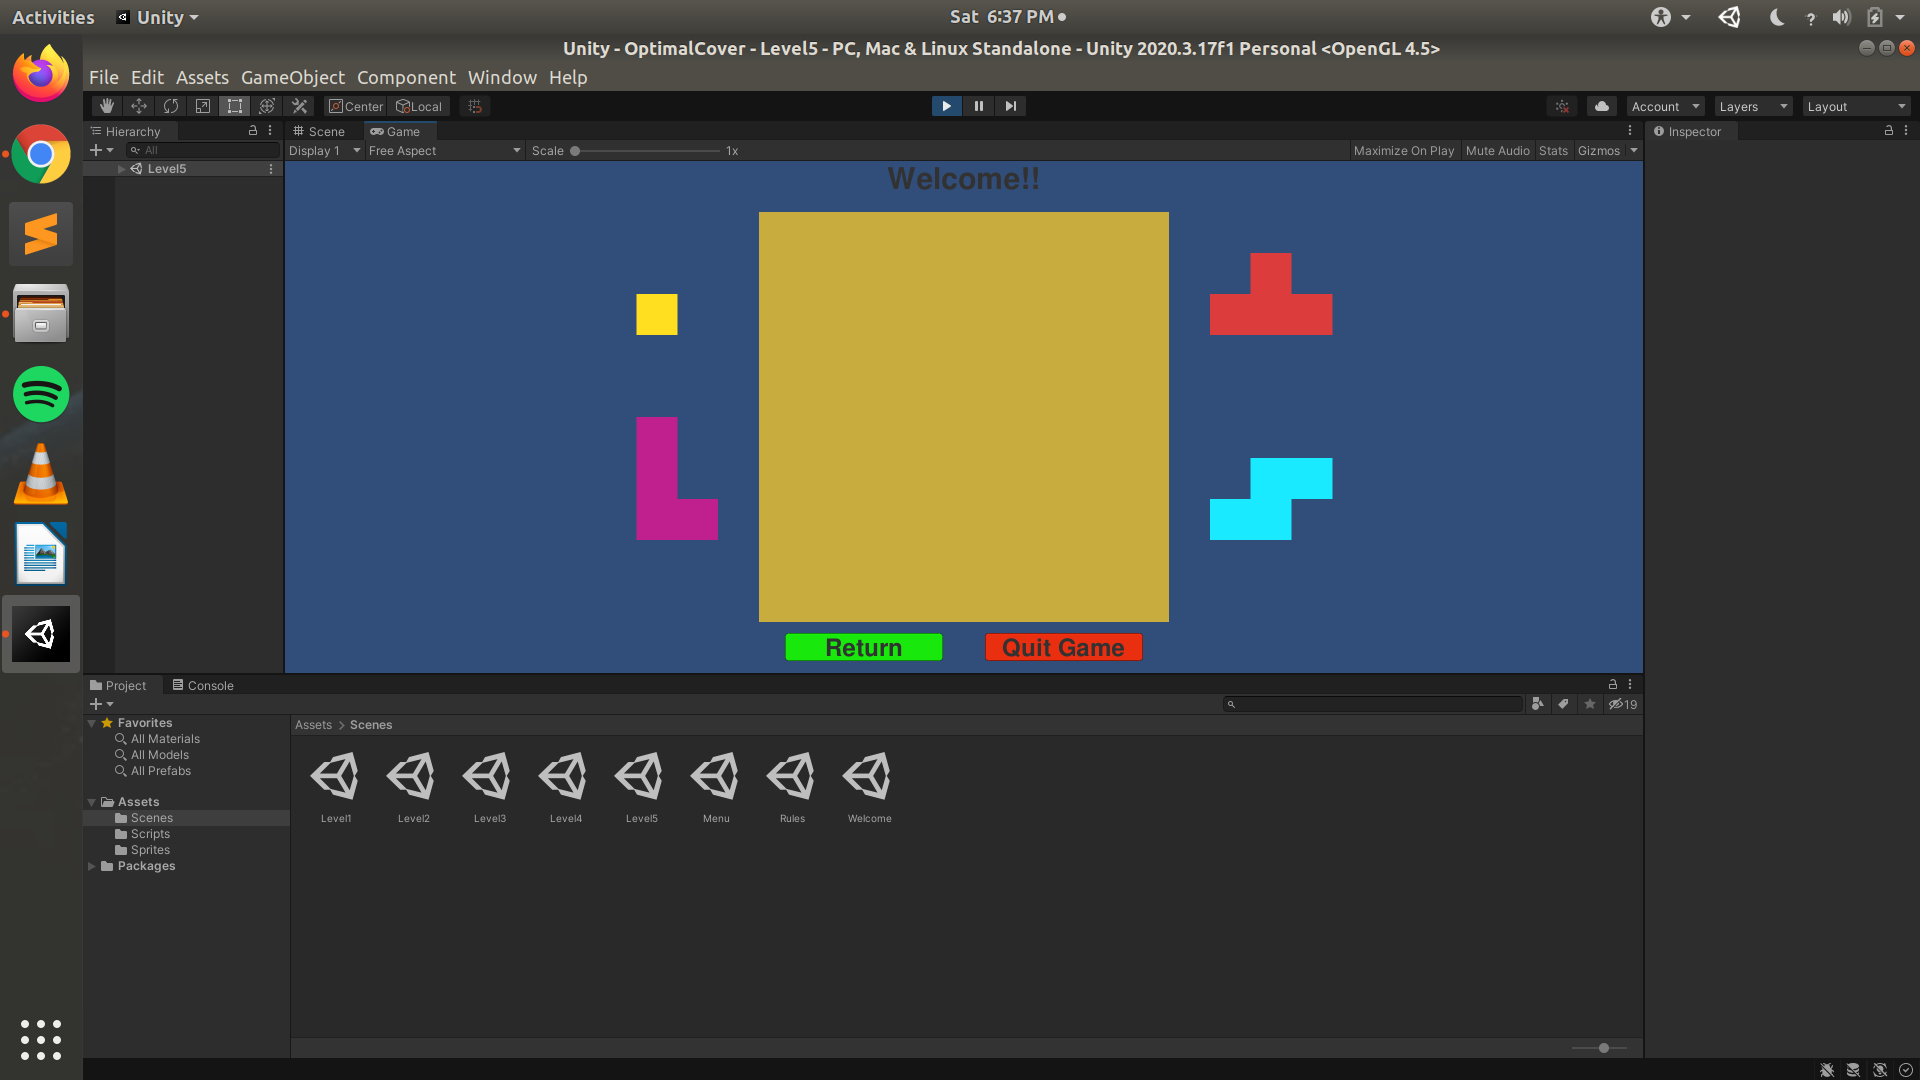 Activities Unity Sat 6:37 PM
Unity - OptimalCover - Level5 - PC, Mac & Linux Standalone - Unity 2020.3.17f1 Personal <OpenGL 4.5>
File Edit Assets GameObject Component Window Help
Center Local Account Layers Layout
Hierarchy Scene Game Inspector
All Display 1 Free Aspect Scale 1x Maximize On Play Mute Audio Stats Gizmos
Level5
Welcome!!
Return Quit Game
Project Console
19
Favorites Assets > Scenes
All Materials
All Models
All Prefabs
Assets
Scenes
Scripts
Sprites
Packages
Level1 Level2 Level3 Level4 Level5 Menu Rules Welcome